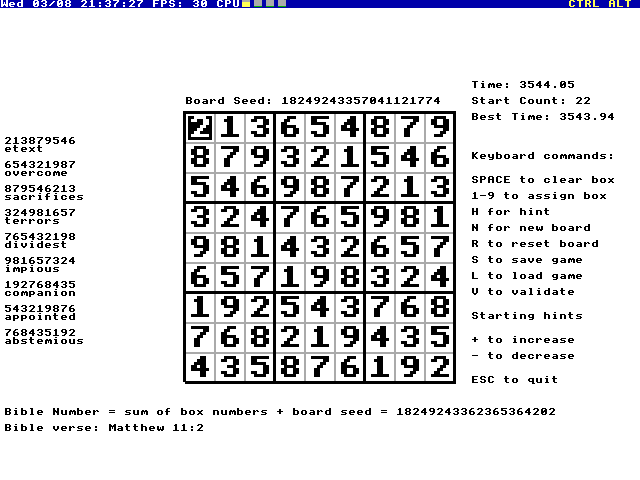 Wed 03/08 21:37:27 FPS: 30 CPU CTRL ALT
Time: 3544.05
Board Seed: 18249243357041121774
Start Count: 22
Best Time: 3543.94
2 1 3 6 5 4 8 7 9
8 7 9 3 2 1 5 4 6
5 4 6 9 8 7 2 1 3
3 2 4 7 6 5 9 8 1
9 8 1 4 3 2 6 5 7
6 5 7 1 9 8 3 2 4
1 9 2 5 4 3 7 6 8
7 6 8 2 1 9 4 3 5
4 3 5 8 7 6 1 9 2
213879546
etext
654321987
overcome
879546213
sacrifices
324981657
terrors
765432198
dividest
981657324
impious
192768435
companion
543219876
appointed
768435192
abstemious
Keyboard commands:
SPACE to clear box
1-9 to assign box
H for hint
N for new board
R to reset board
S to save game
L to load game
V to validate
Starting hints
+ to increase
- to decrease
ESC to quit
Bible Number = sum of box numbers + board seed = 18249243362365364202
Bible verse: Matthew 11:2